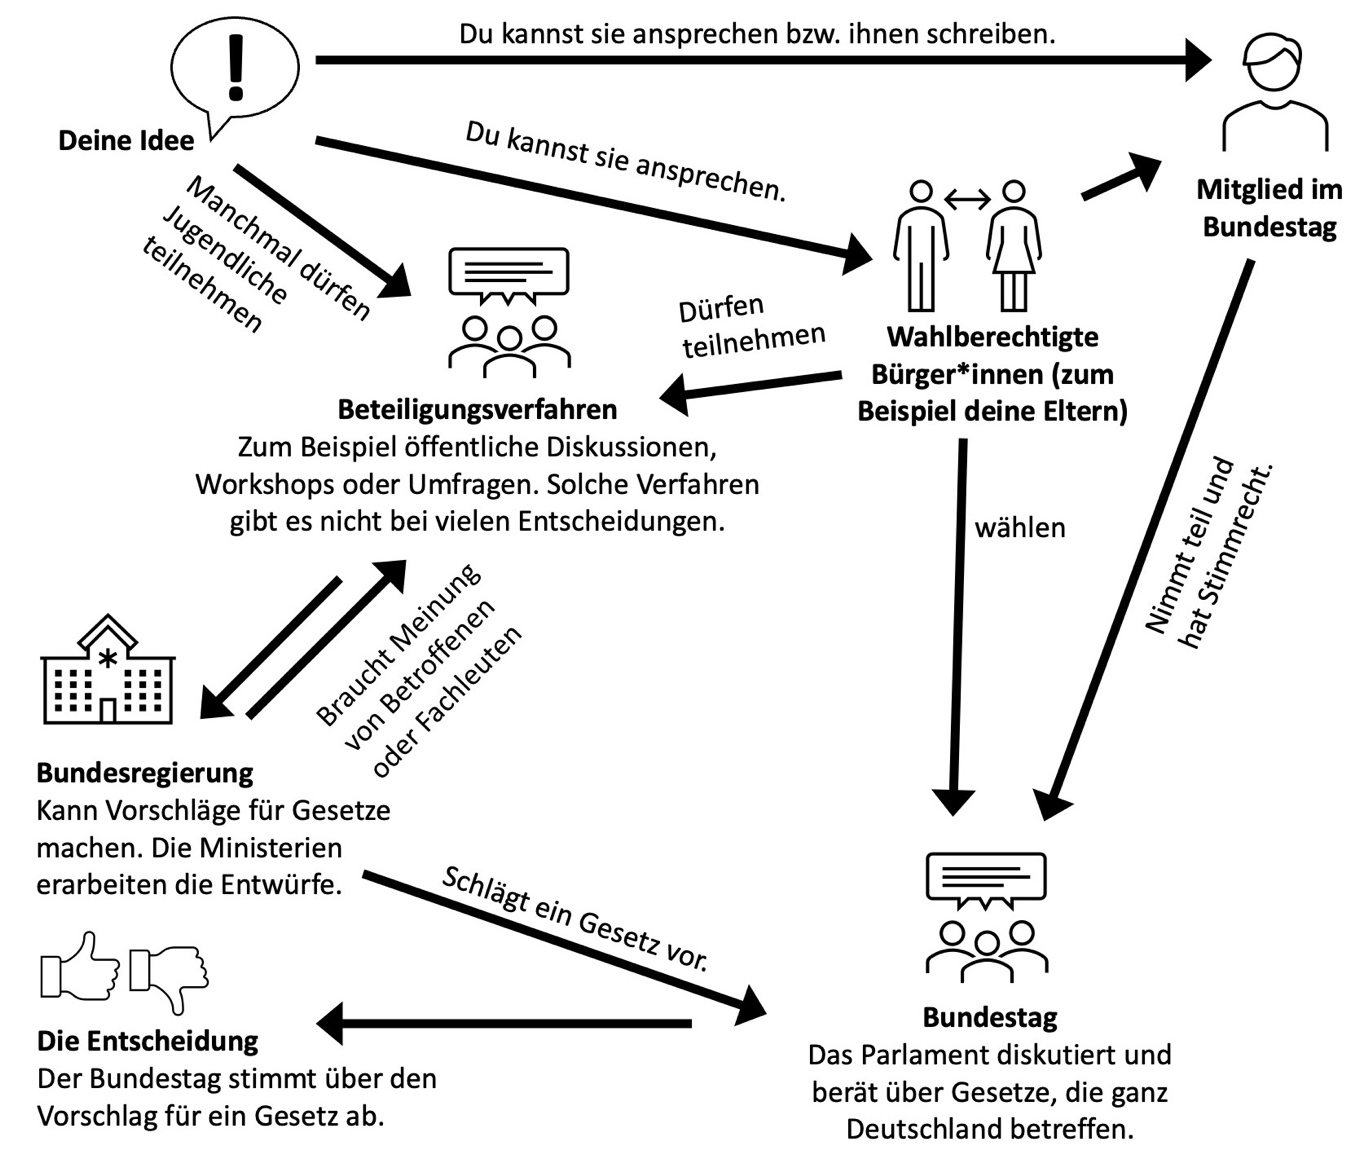 Du kannst sie ansprechen bzw. ihnen schreiben.
!
Deine Idee
Du kannst sie ansprechen.
Manchmal dürfen
Jugendliche
teilnehmen
Mitglied im
Bundestag
Dürfen
teilnehmen
Wahlberechtigte
Bürger*innen (zum
Beispiel deine Eltern)
Beteiligungsverfahren
Zum Beispiel öffentliche Diskussionen,
Workshops oder Umfragen. Solche Verfahren
gibt es nicht bei vielen Entscheidungen.
wählen
Nimmt teil und
hat Stimmrecht.
Braucht Meinung
von Betroffenen
oder Fachleuten
Bundesregierung
Kann Vorschläge für Gesetze
machen. Die Ministerien
erarbeiten die Entwürfe.
Schlägt ein Gesetz vor.
Bundestag
Das Parlament diskutiert und
berät über Gesetze, die ganz
Deutschland betreffen.
Die Entscheidung
Der Bundestag stimmt über den
Vorschlag für ein Gesetz ab.